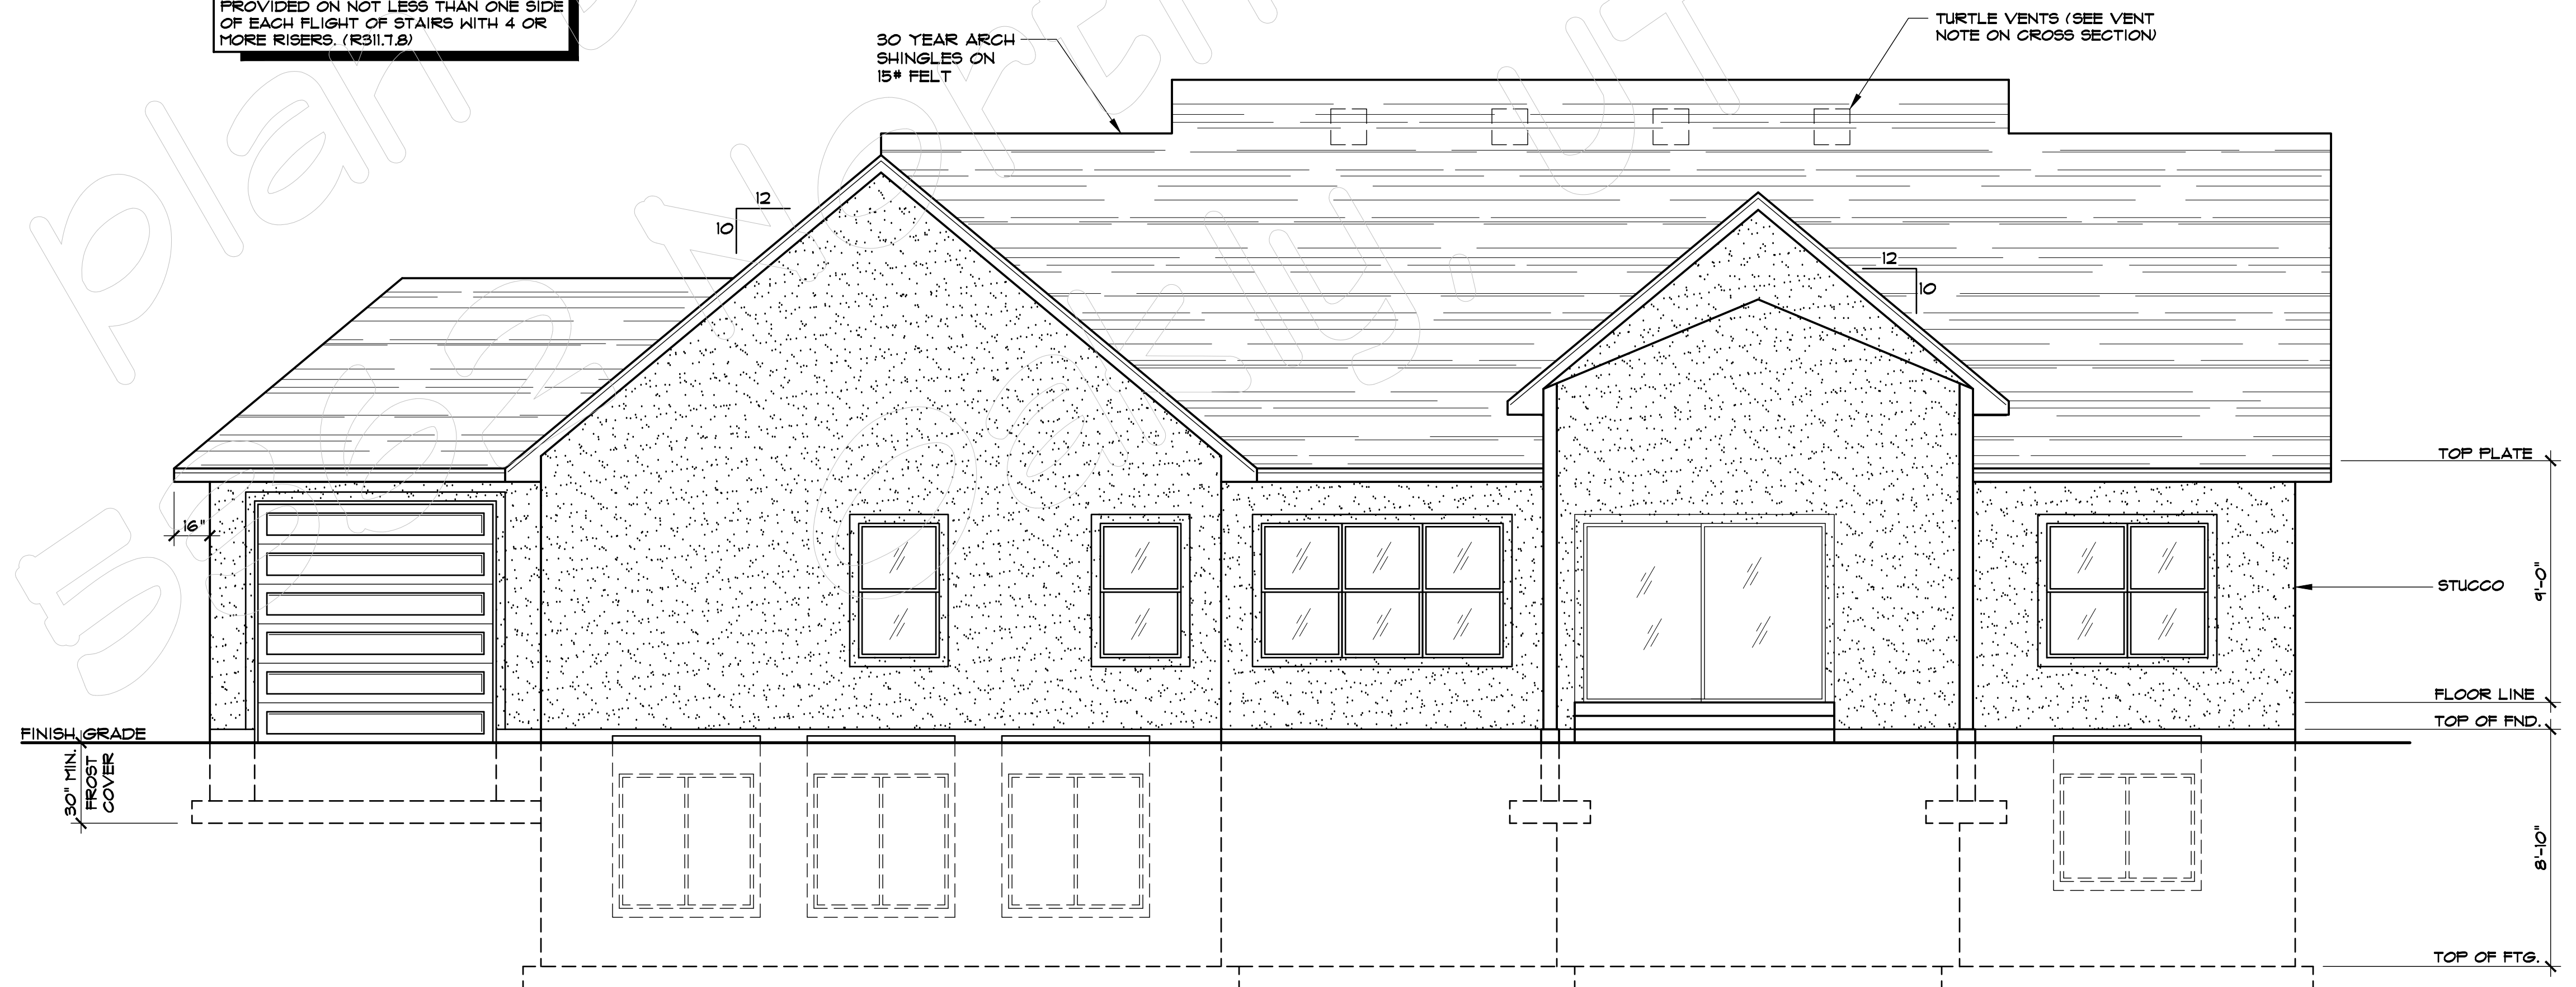 PROVIDED ON NOT LESS THAN ONE SIDE
OF EACH FLIGHT OF STAIRS WITH 4 OR
MORE RISERS. (R311.7.8)
30 YEAR ARCH
SHINGLES ON
15# FELT
TURTLE VENTS (SEE VENT
NOTE ON CROSS SECTION)
12
10
12
10
16"
TOP PLATE
9'-0"
STUCCO
FLOOR LINE
TOP OF FND.
FINISH GRADE
30" MIN.
FROST
COVER
8'-10"
TOP OF FTG.